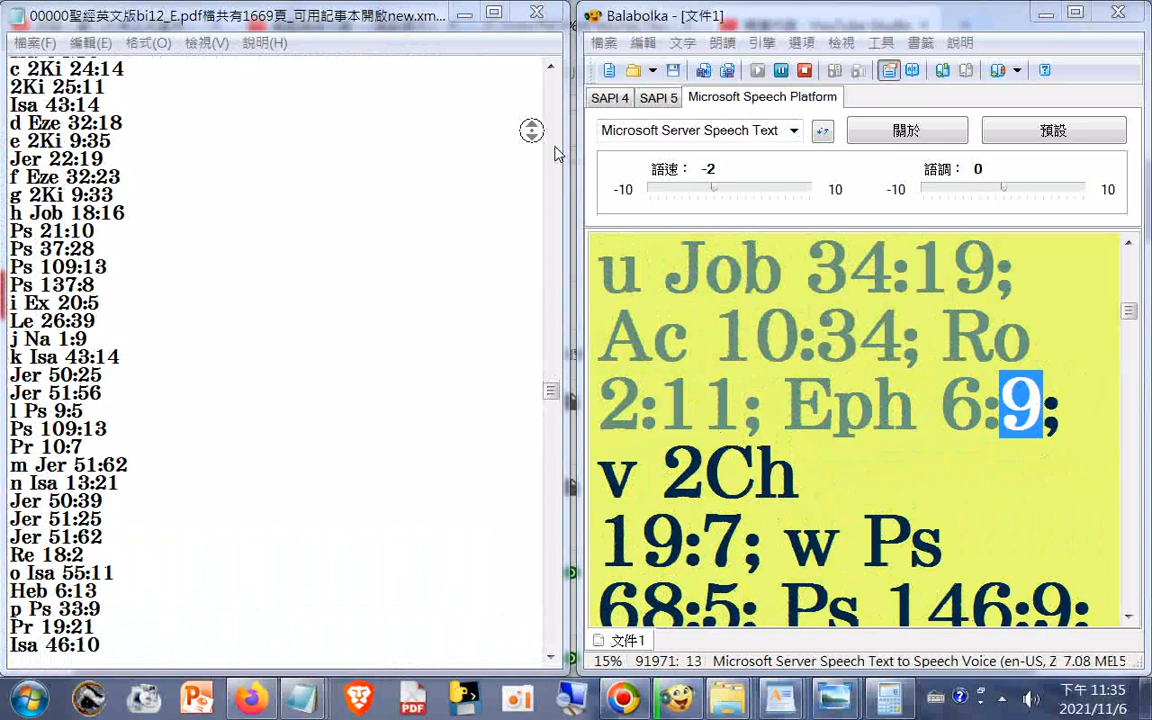 00000聖經英文版bi12_E.pdf檔共有1669頁_可用記事本開啟new.xm...
檔案(F) 編輯(E) 格式(O) 檢視(V) 說明(H)
c 2Ki 24:14
2Ki 25:11
Isa 43:14
d Eze 32:18
e 2Ki 9:35
Jer 22:19
f Eze 32:23
g 2Ki 9:33
h Job 18:16
Ps 21:10
Ps 37:28
Ps 109:13
Ps 137:8
i Ex 20:5
Le 26:39
j Na 1:9
k Isa 43:14
Jer 50:25
Jer 51:56
l Ps 9:5
Ps 109:13
Pr 10:7
m Jer 51:62
n Isa 13:21
Jer 50:39
Jer 51:25
Jer 51:62
Re 18:2
o Isa 55:11
Heb 6:13
p Ps 33:9
Pr 19:21
Isa 46:10
Balabolka - [文件1]
檔案 編輯 文字 朗讀 引擎 選項 檢視 工具 書籤 說明
SAPI 4 SAPI 5 Microsoft Speech Platform
Microsoft Server Speech Text 關於 預設
語速： -2 語調： 0
-10 10 -10 10
u Job 34:19;
Ac 10:34; Ro
2:11; Eph 6:9;
v 2Ch
19:7; w Ps
68:5; Ps 146:9;
文件1
15% 91971: 13 Microsoft Server Speech Text to Speech Voice (en-US, Z 7.08 МБ
PDF
下午 11:35
2021/11/6